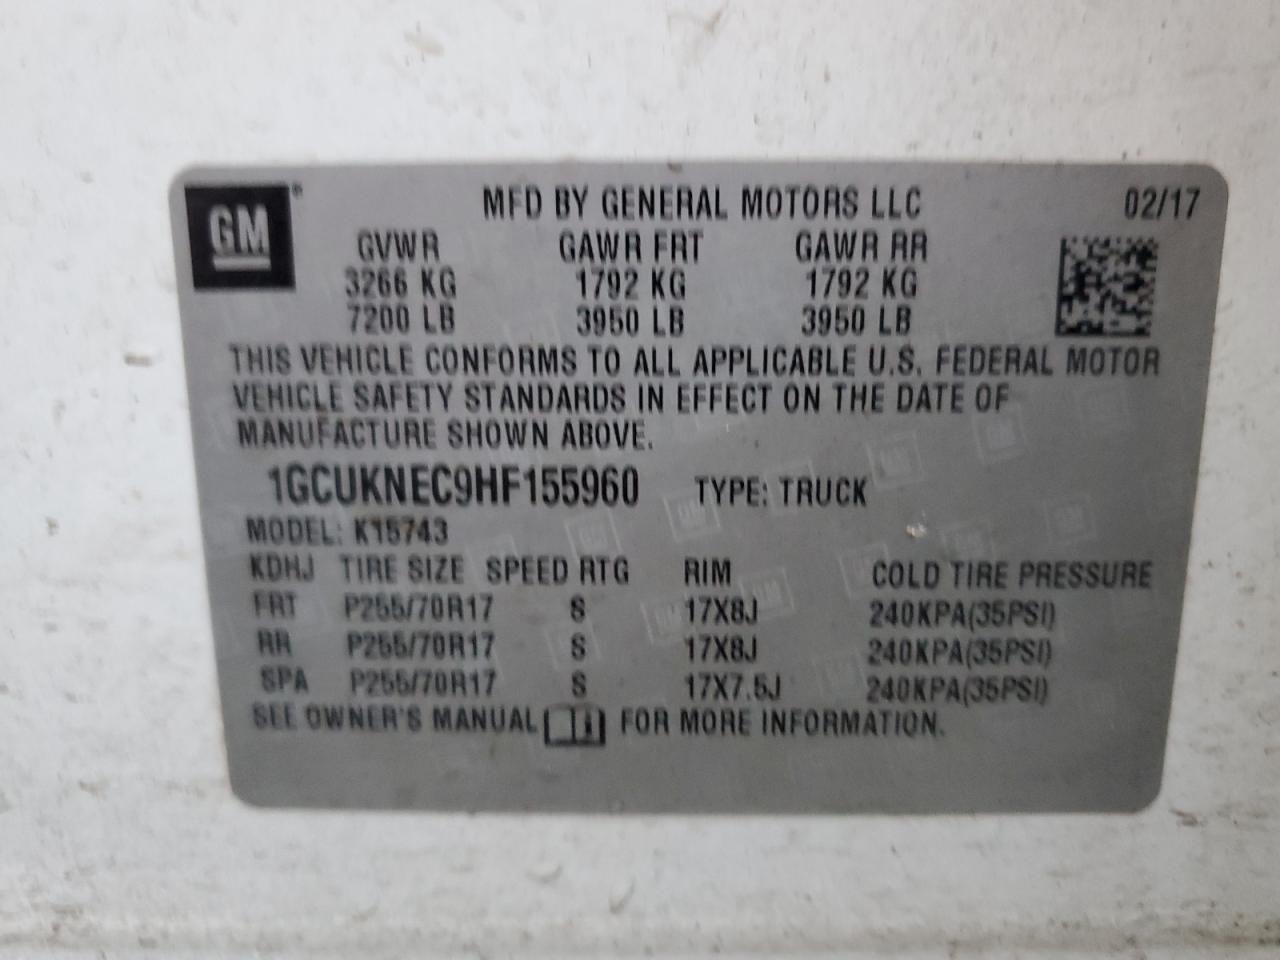 GM® MFD BY GENERAL MOTORS LLC 02/17
GVWR GAWR FRT GAWR RR
3266 KG 1792 KG 1792 KG
7200 LB 3950 LB 3950 LB
THIS VEHICLE CONFORMS TO ALL APPLICABLE U.S. FEDERAL MOTOR
VEHICLE SAFETY STANDARDS IN EFFECT ON THE DATE OF
MANUFACTURE SHOWN ABOVE.
1GCUKNEC9HF155960 TYPE: TRUCK
MODEL: K15743
KDHJ TIRE SIZE SPEED RTG RIM COLD TIRE PRESSURE
FRT P255/70R17 S 17X8J 240KPA(35PSI)
RR P255/70R17 S 17X8J 240KPA(35PSI)
SPA P255/70R17 S 17X7.5J 240KPA(35PSI)
SEE OWNER'S MANUAL FOR MORE INFORMATION.